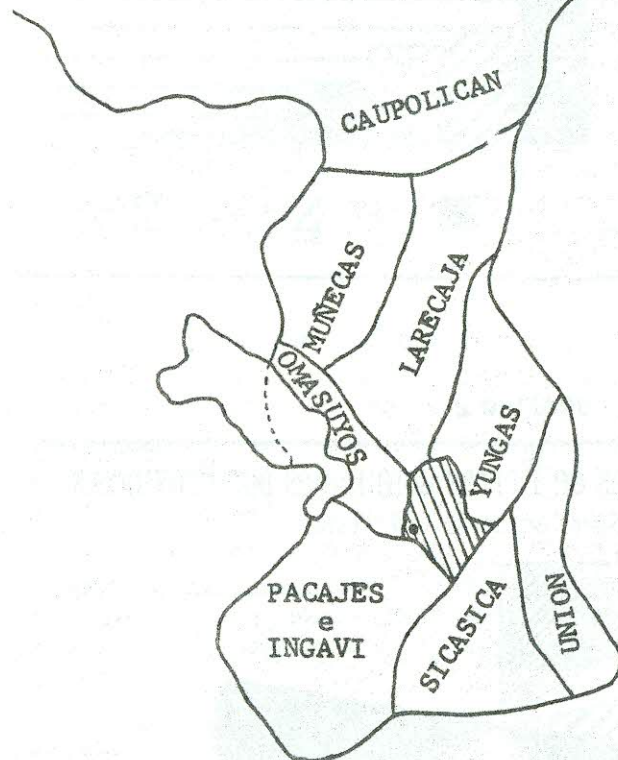 CAUPOLICAN
MUÑECAS
LARECAJA
OMASUYOS
YUNGAS
PACAJES
e
INGAVI
SICASICA
UNION